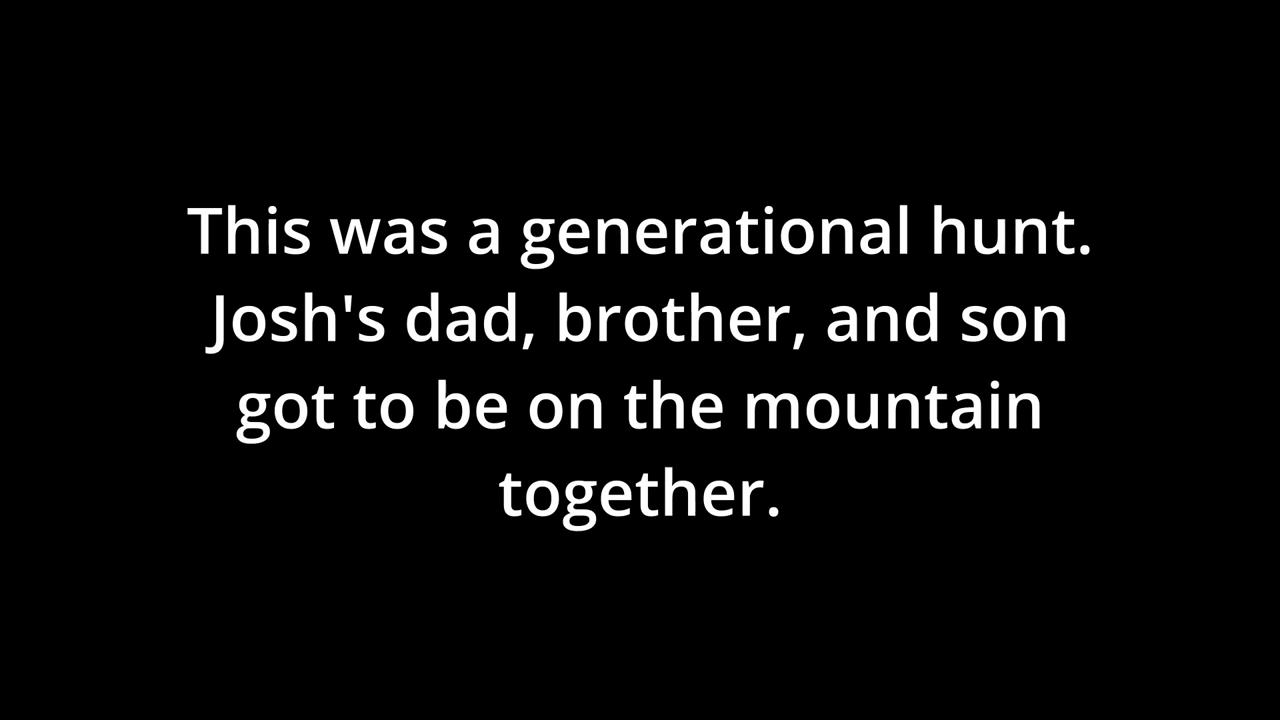 This was a generational hunt.
Josh's dad, brother, and son
got to be on the mountain
together.